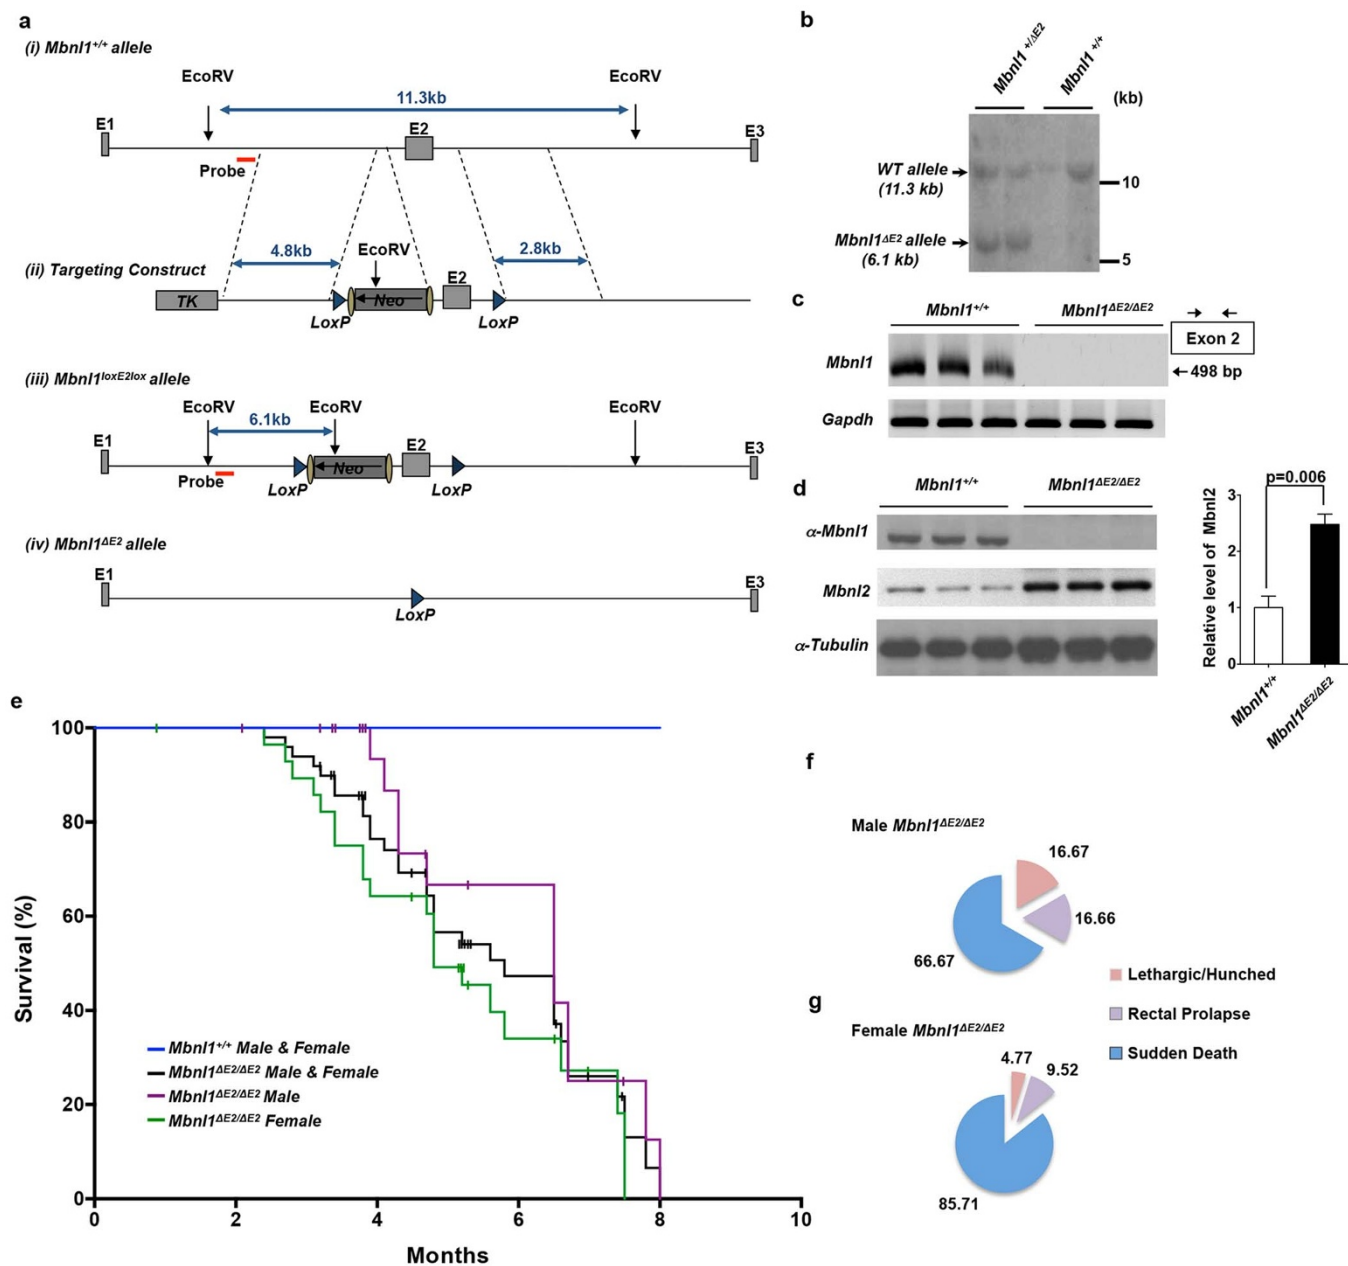 a
(i) Mbnl1+/+ allele
EcoRV
EcoRV
11.3kb
E1
E2
E3
Probe
4.8kb
EcoRV
2.8kb
(ii) Targeting Construct
E2
TK
Neo
LoxP
LoxP
(iii) Mbnl1loxE2lox allele
EcoRV
EcoRV
EcoRV
6.1kb
E1
E2
E3
Neo
Probe
LoxP
LoxP
(iv) Mbnl1ΔE2 allele
E1
E3
LoxP
b
Mbnl1+/ΔE2
Mbnl1+/+
(kb)
WT allele
(11.3 kb)
10
Mbnl1ΔE2 allele
(6.1 kb)
5
c
Mbnl1+/+
Mbnl1ΔE2/ΔE2
Exon 2
Mbnl1
498 bp
Gapdh
d
Mbnl1+/+
Mbnl1ΔE2/ΔE2
α-Mbnl1
Mbnl2
α-Tubulin
p=0.006
Relative level of Mbnl2
3
2
1
0
Mbnl1+/+
Mbnl1ΔE2/ΔE2
e
Survival (%)
100
80
60
40
20
0
Mbnl1+/+ Male & Female
Mbnl1ΔE2/ΔE2 Male & Female
Mbnl1ΔE2/ΔE2 Male
Mbnl1ΔE2/ΔE2 Female
0 2 4 6 8 10
Months
f
Male Mbnl1ΔE2/ΔE2
16.67
16.66
66.67
Lethargic/Hunched
Rectal Prolapse
Sudden Death
g
Female Mbnl1ΔE2/ΔE2
4.77
9.52
85.71